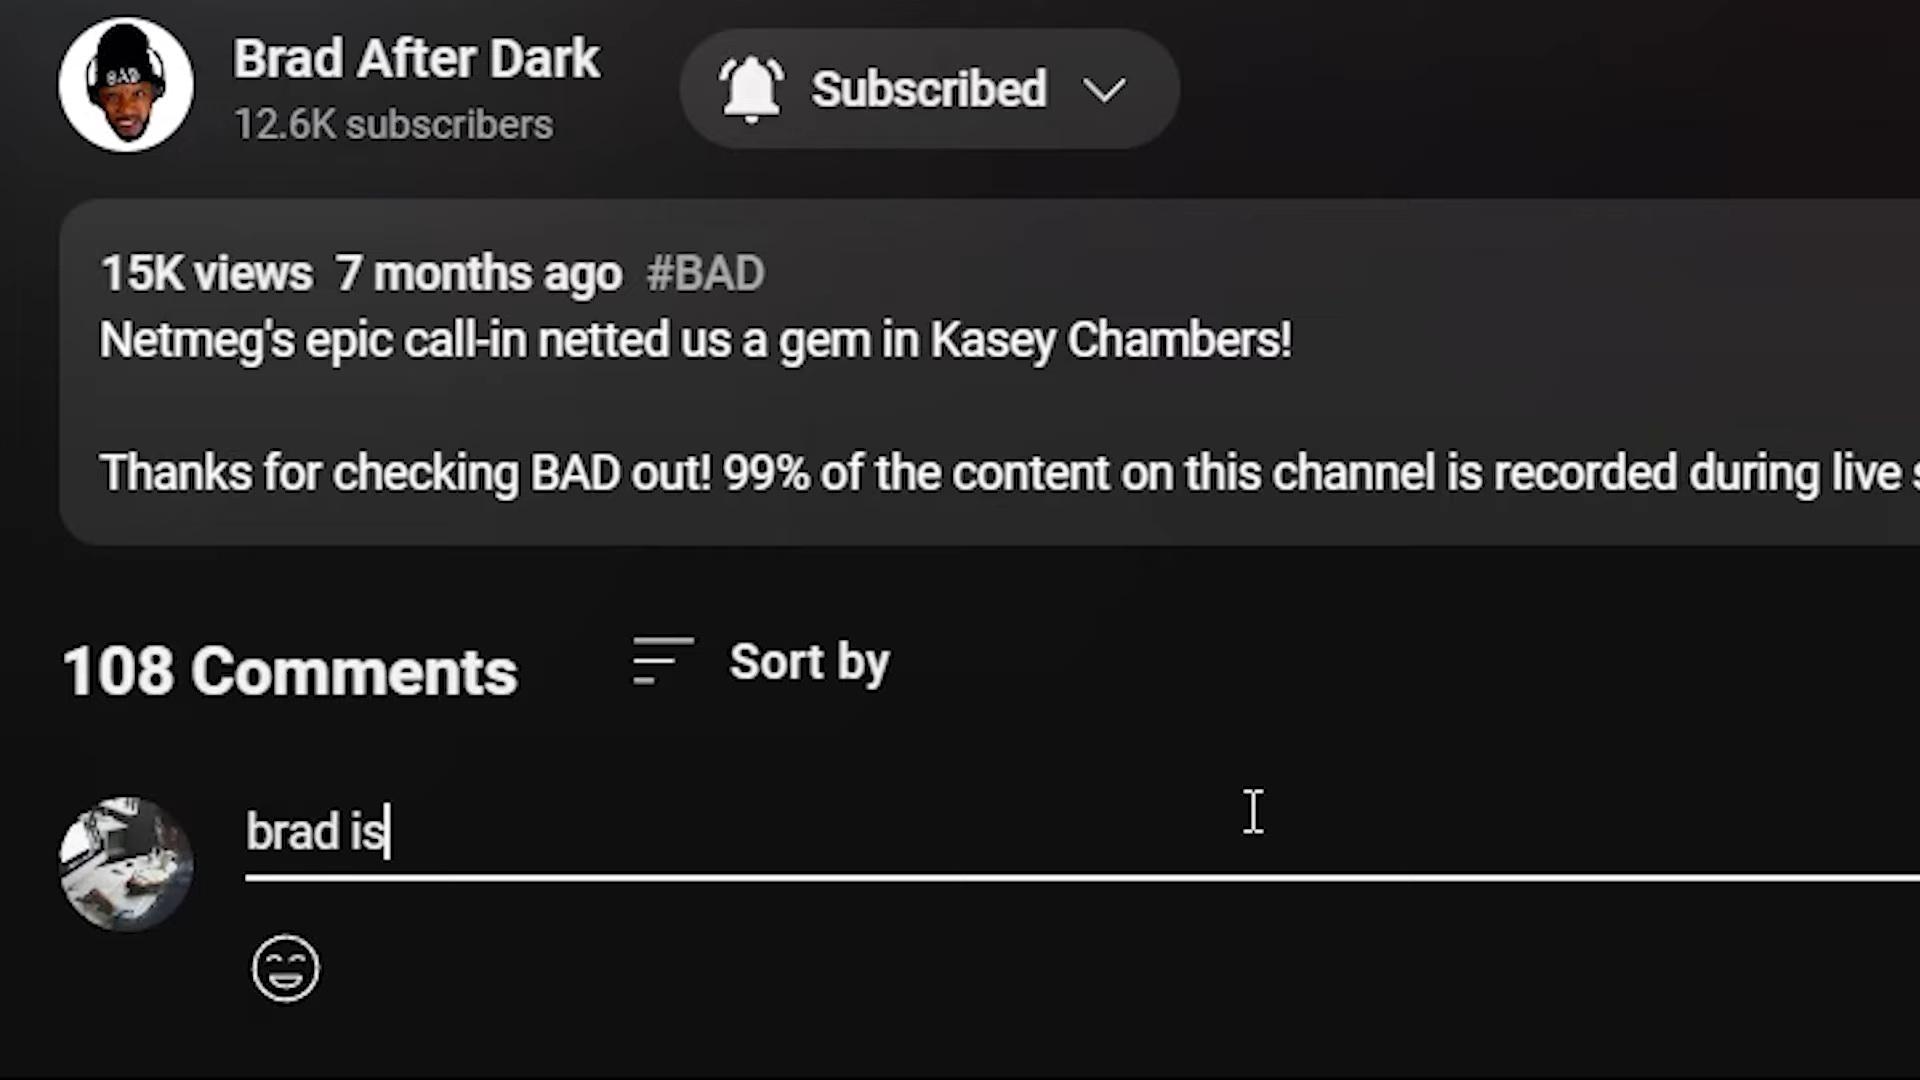 BAD
Brad After Dark
12.6K subscribers
Subscribed
15K views 7 months ago #BAD
Netmeg's epic call-in netted us a gem in Kasey Chambers!
Thanks for checking BAD out! 99% of the content on this channel is recorded during live
108 Comments
Sort by
brad is